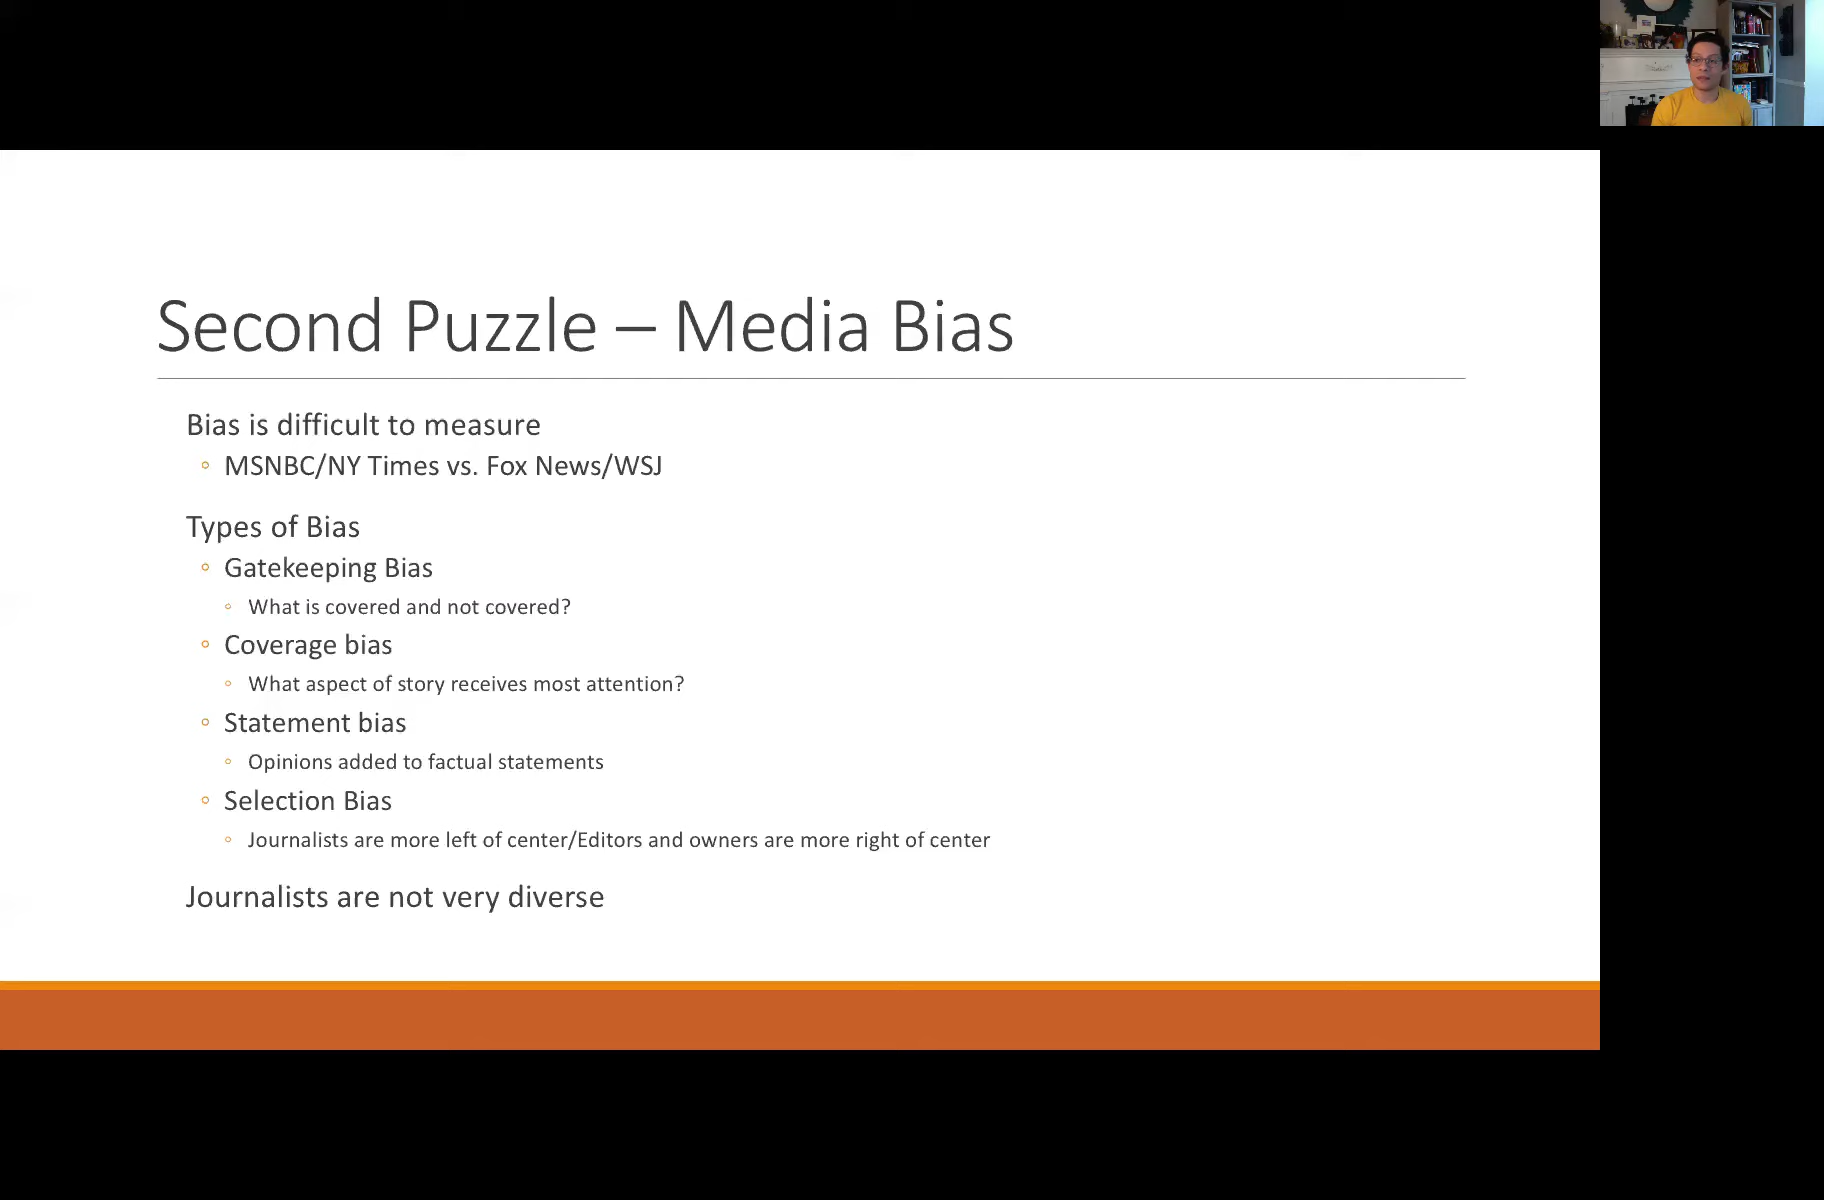 Second Puzzle – Media Bias
Bias is difficult to measure
◦ MSNBC/NY Times vs. Fox News/WSJ
Types of Bias
◦ Gatekeeping Bias
◦ What is covered and not covered?
◦ Coverage bias
◦ What aspect of story receives most attention?
◦ Statement bias
◦ Opinions added to factual statements
◦ Selection Bias
◦ Journalists are more left of center/Editors and owners are more right of center
Journalists are not very diverse